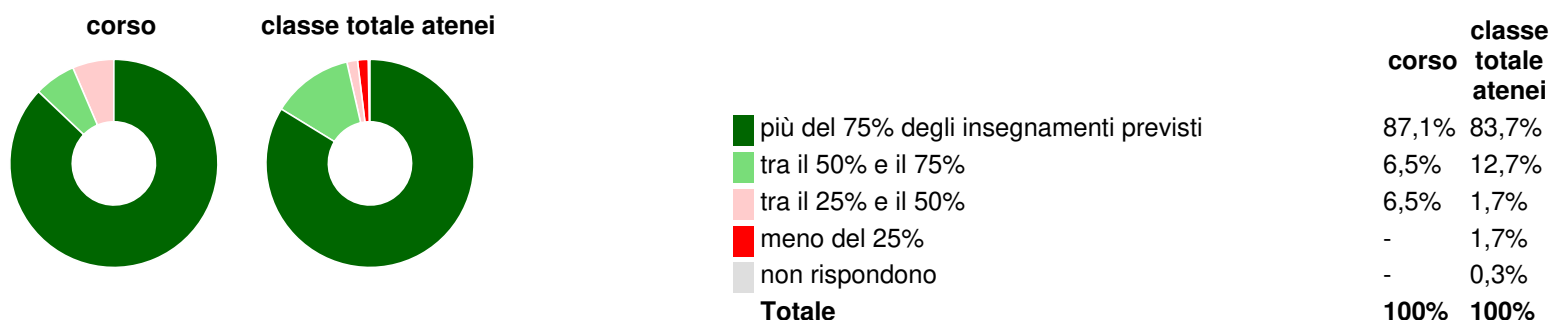 corso
classe totale atenei
corso classe totale atenei
più del 75% degli insegnamenti previsti 87,1% 83,7%
tra il 50% e il 75% 6,5% 12,7%
tra il 25% e il 50% 6,5% 1,7%
meno del 25% - 1,7%
non rispondono - 0,3%
Totale 100% 100%